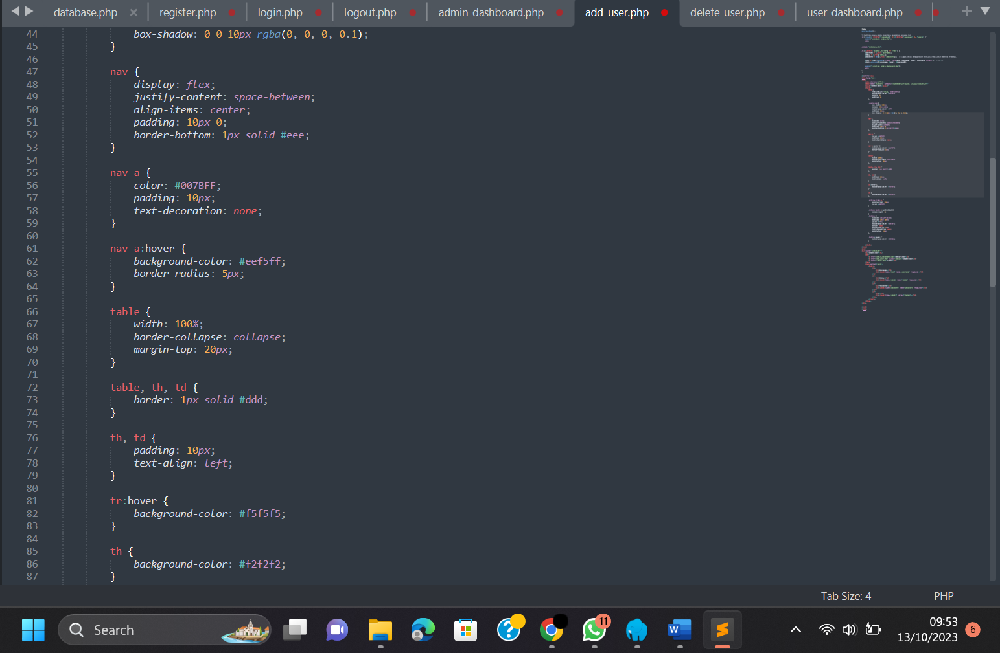 database.php register.php login.php logout.php admin_dashboard.php add_user.php delete_user.php user_dashboard.php
44 box-shadow: 0 0 10px rgba(0, 0, 0, 0.1);
45 }
46
47 nav {
48 display: flex;
49 justify-content: space-between;
50 align-items: center;
51 padding: 10px 0;
52 border-bottom: 1px solid #eee;
53 }
54
55 nav a {
56 color: #007BFF;
57 padding: 10px;
58 text-decoration: none;
59 }
60
61 nav a:hover {
62 background-color: #eef5ff;
63 border-radius: 5px;
64 }
65
66 table {
67 width: 100%;
68 border-collapse: collapse;
69 margin-top: 20px;
70 }
71
72 table, th, td {
73 border: 1px solid #ddd;
74 }
75
76 th, td {
77 padding: 10px;
78 text-align: left;
79 }
80
81 tr:hover {
82 background-color: #f5f5f5;
83 }
84
85 th {
86 background-color: #f2f2f2;
87 }
Tab Size: 4 PHP
Search
11
W
09:53
13/10/2023
6